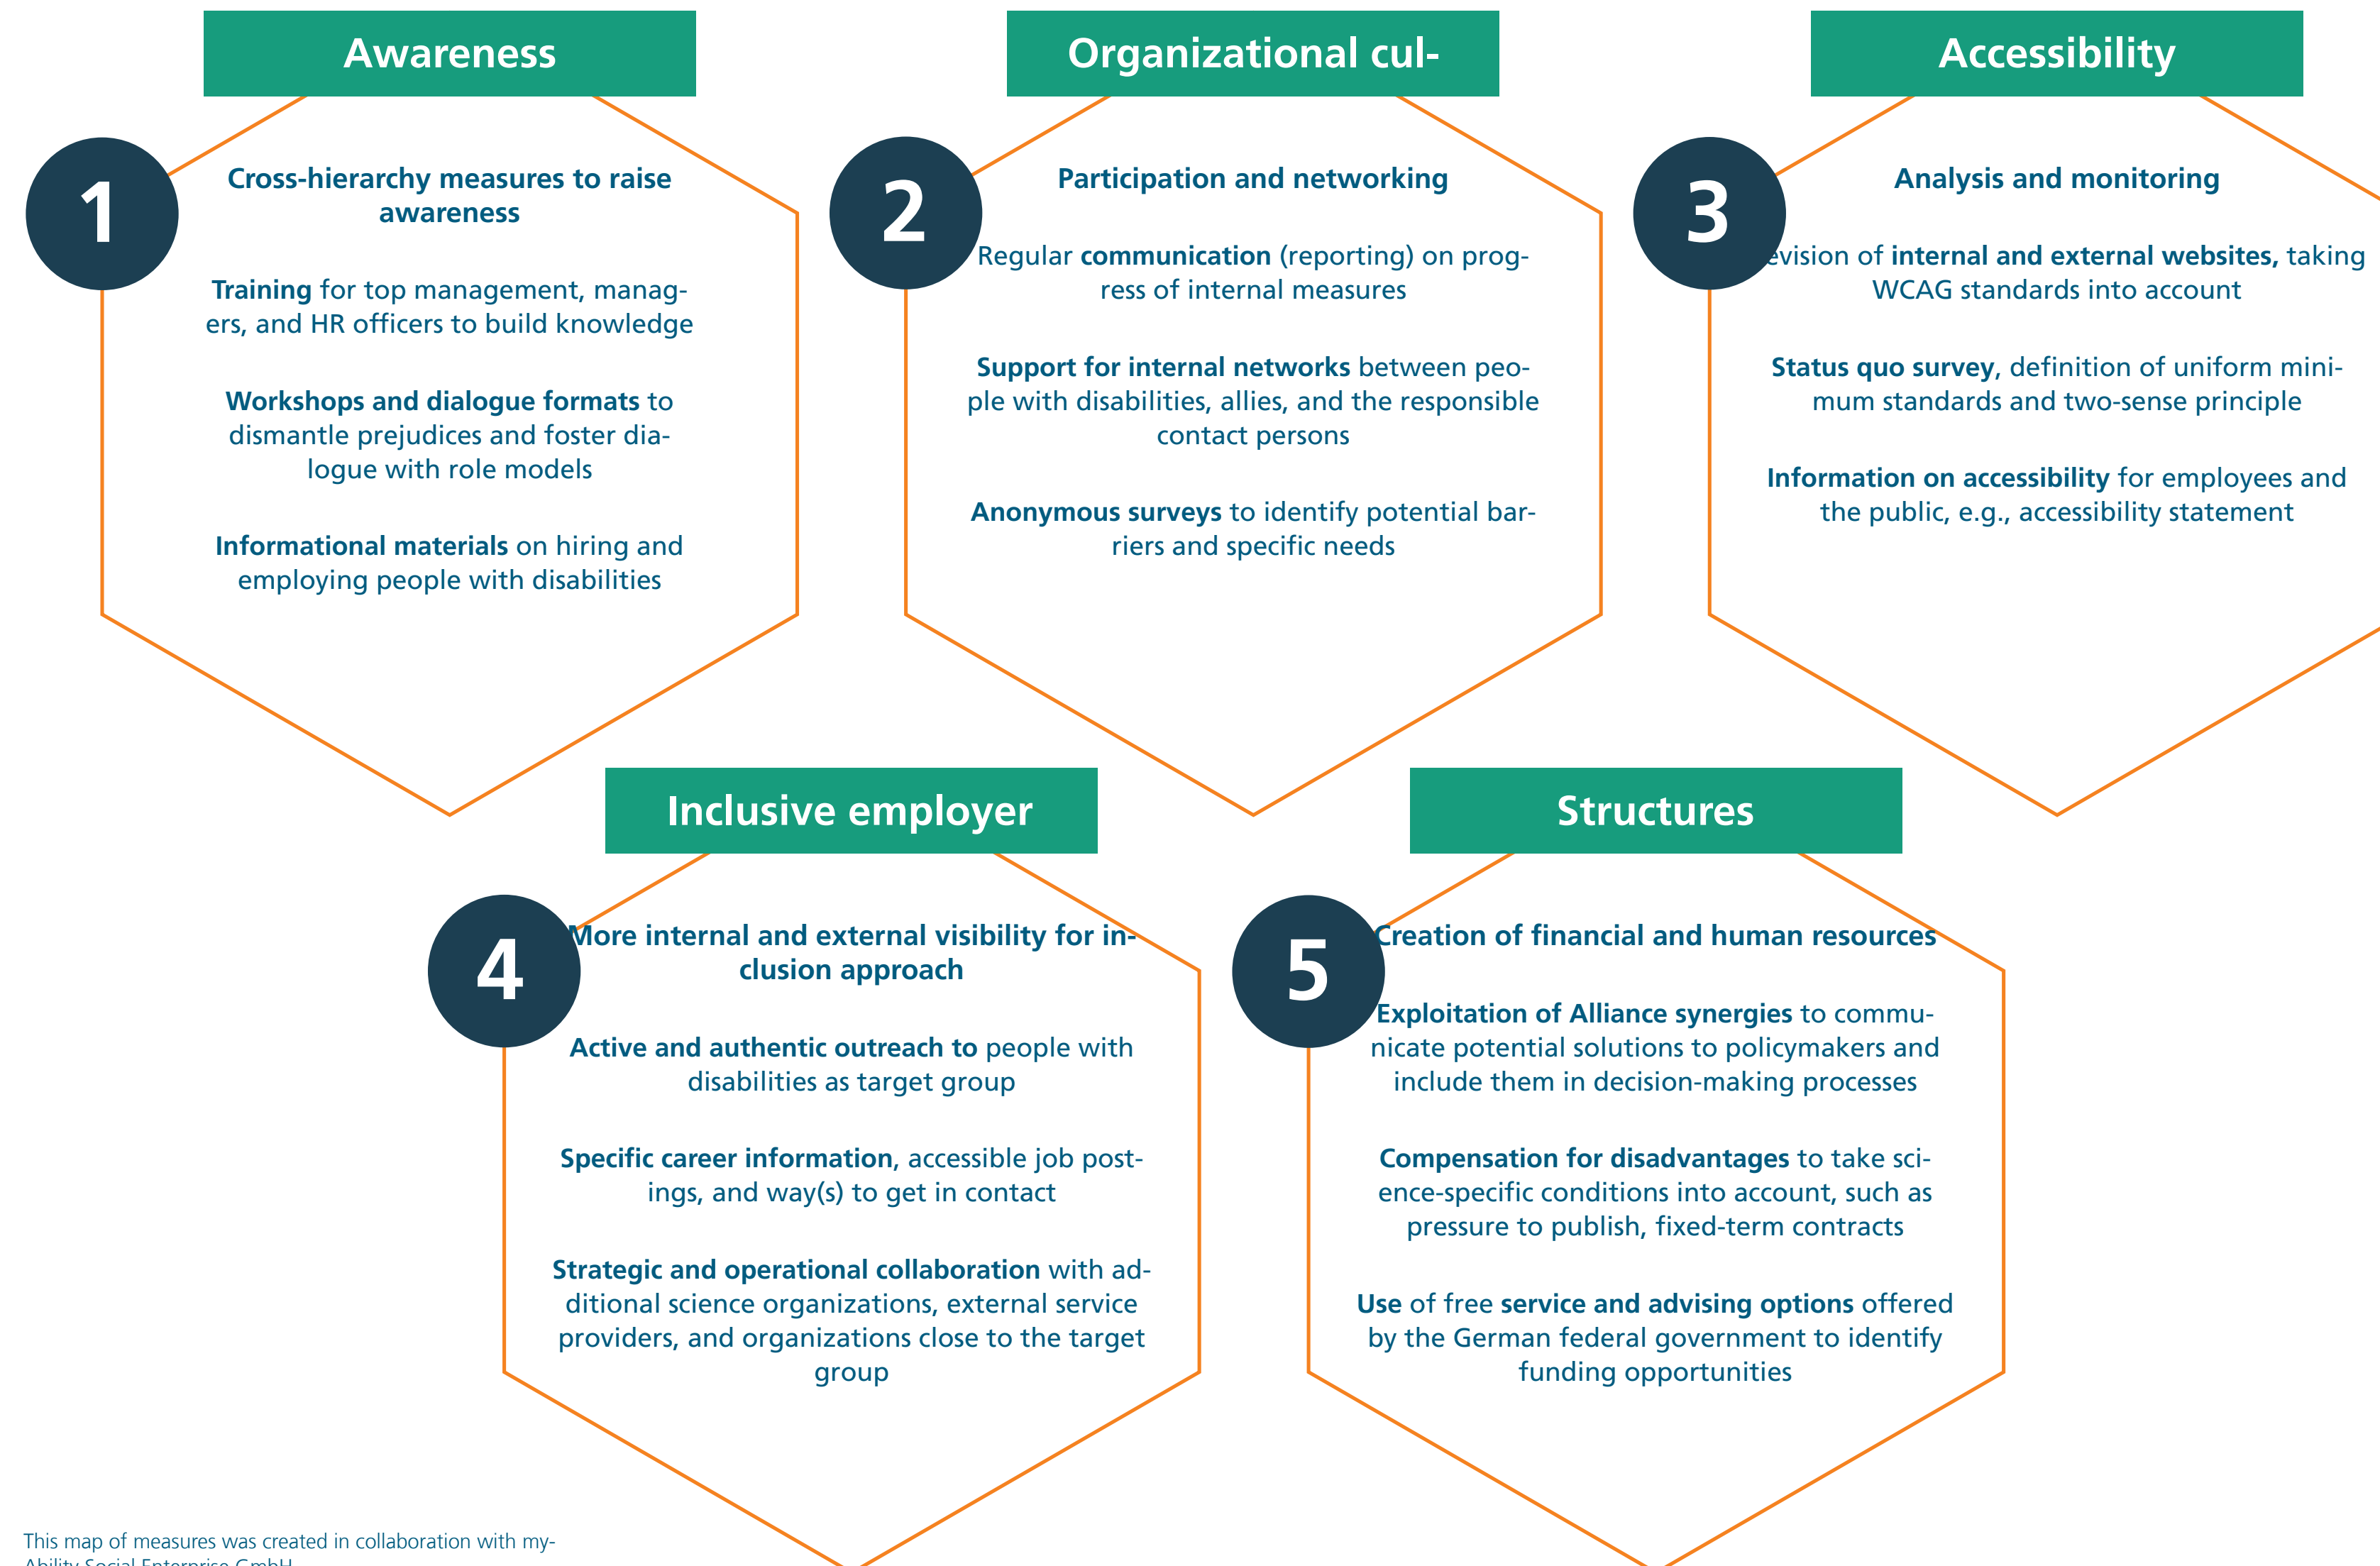 Awareness
1
Cross-hierarchy measures to raise
awareness
Training for top management, manag-
ers, and HR officers to build knowledge
Workshops and dialogue formats to
dismantle prejudices and foster dia-
logue with role models
Informational materials on hiring and
employing people with disabilities
Organizational cul-
2
Participation and networking
Regular communication (reporting) on prog-
ress of internal measures
Support for internal networks between peo-
ple with disabilities, allies, and the responsible
contact persons
Anonymous surveys to identify potential bar-
riers and specific needs
Accessibility
3
Analysis and monitoring
evision of internal and external websites, taking
WCAG standards into account
Status quo survey, definition of uniform mini-
mum standards and two-sense principle
Information on accessibility for employees and
the public, e.g., accessibility statement
Inclusive employer
4
More internal and external visibility for in-
clusion approach
Active and authentic outreach to people with
disabilities as target group
Specific career information, accessible job post-
ings, and way(s) to get in contact
Strategic and operational collaboration with ad-
ditional science organizations, external service
providers, and organizations close to the target
group
Structures
5
Creation of financial and human resources
Exploitation of Alliance synergies to commu-
nicate potential solutions to policymakers and
include them in decision-making processes
Compensation for disadvantages to take sci-
ence-specific conditions into account, such as
pressure to publish, fixed-term contracts
Use of free service and advising options offered
by the German federal government to identify
funding opportunities
This map of measures was created in collaboration with my-
Ability Social Enterprise GmbH